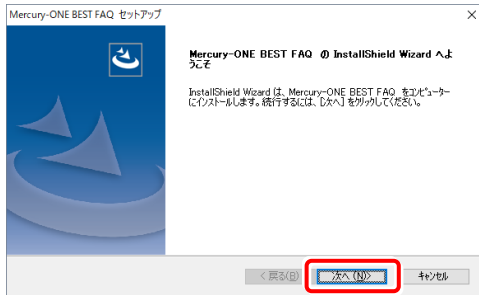 Mercury-ONE BEST FAQ セットアップ
Mercury-ONE BEST FAQ の InstallShield Wizard へよ
うこそ
InstallShield Wizard は、Mercury-ONE BEST FAQ をコンピューター
にインストールします。続行するには、[次へ] をクリックしてください。
< 戻る(B)
次へ (N)>
キャンセル